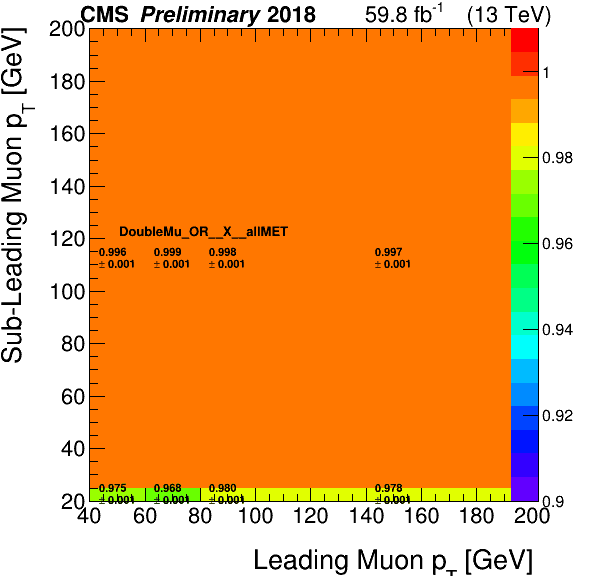 CMS Preliminary 2018 59.8 fb-1 (13 TeV)
Sub-Leading Muon pT [GeV]
200
180
160
140
120
100
80
60
40
20
DoubleMu_OR__X__allMET
0.996 0.999 0.998 0.997
± 0.001 ± 0.001 ± 0.001 ± 0.001
0.975 0.968 0.980 0.978
± 0.001 ± 0.001 ± 0.001 ± 0.001
1
0.98
0.96
0.94
0.92
0.9
40 60 80 100 120 140 160 180 200
Leading Muon pT [GeV]